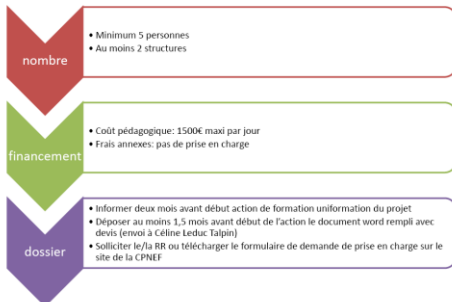 nombre
• Minimum 5 personnes
• Au moins 2 structures
financement
• Coût pédagogique: 1500€ maxi par jour
• Frais annexes: pas de prise en charge
dossier
• Informer deux mois avant début action de formation uniformation du projet
• Déposer au moins 1,5 mois avant début de l'action le document word rempli avec
devis (envoi à Céline Leduc Talpin)
• Solliciter le/la RR ou télécharger le formulaire de demande de prise en charge sur le
site de la CPNEF